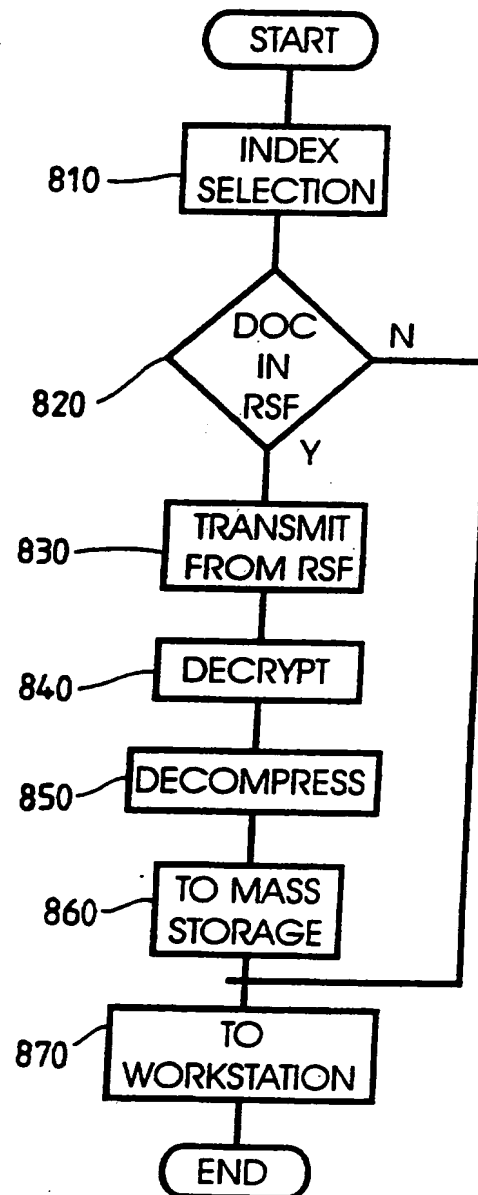 START
810
INDEX
SELECTION
820
DOC
IN
RSF
N
Y
830
TRANSMIT
FROM RSF
840
DECRYPT
850
DECOMPRESS
860
TO MASS
STORAGE
870
TO
WORKSTATION
END